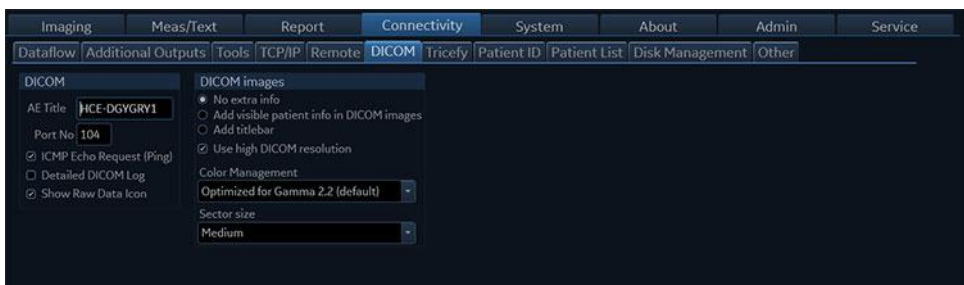 Imaging Meas/Text Report Connectivity System About Admin Service
Dataflow Additional Outputs Tools TCP/IP Remote DICOM Tricefy Patient ID Patient List Disk Management Other
DICOM
AE Title HCE-DGYGRY1
Port No 104
ICMP Echo Request (Ping)
Detailed DICOM Log
Show Raw Data Icon
DICOM images
No extra info
Add visible patient info in DICOM images
Add titlebar
Use high DICOM resolution
Color Management
Optimized for Gamma 2.2 (default)
Sector size
Medium